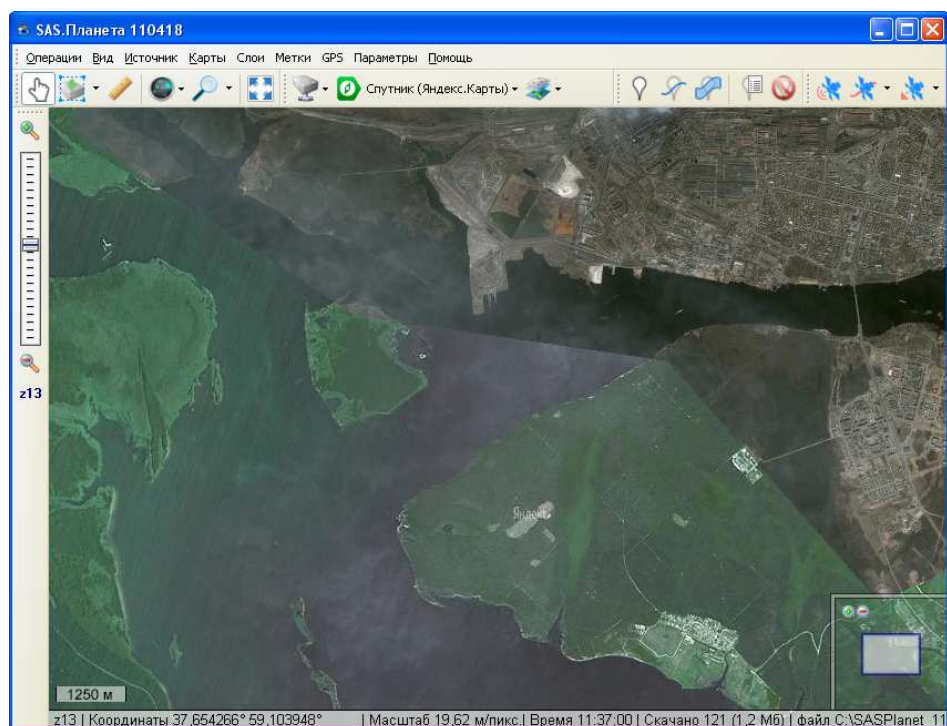 SAS.Планета 110418
Операции Вид Источник Карты Слои Метки GPS Параметры Помощь
Спутник (Яндекс.Карты)
z13
Яндекс
1250 м
z13 | Координаты 37,654266° 59,103948° | Масштаб 19,62 м/пикс.| Время 11:37:00 | Скачано 121 (1,2 Мб) | файл C:\SASPlanet_11